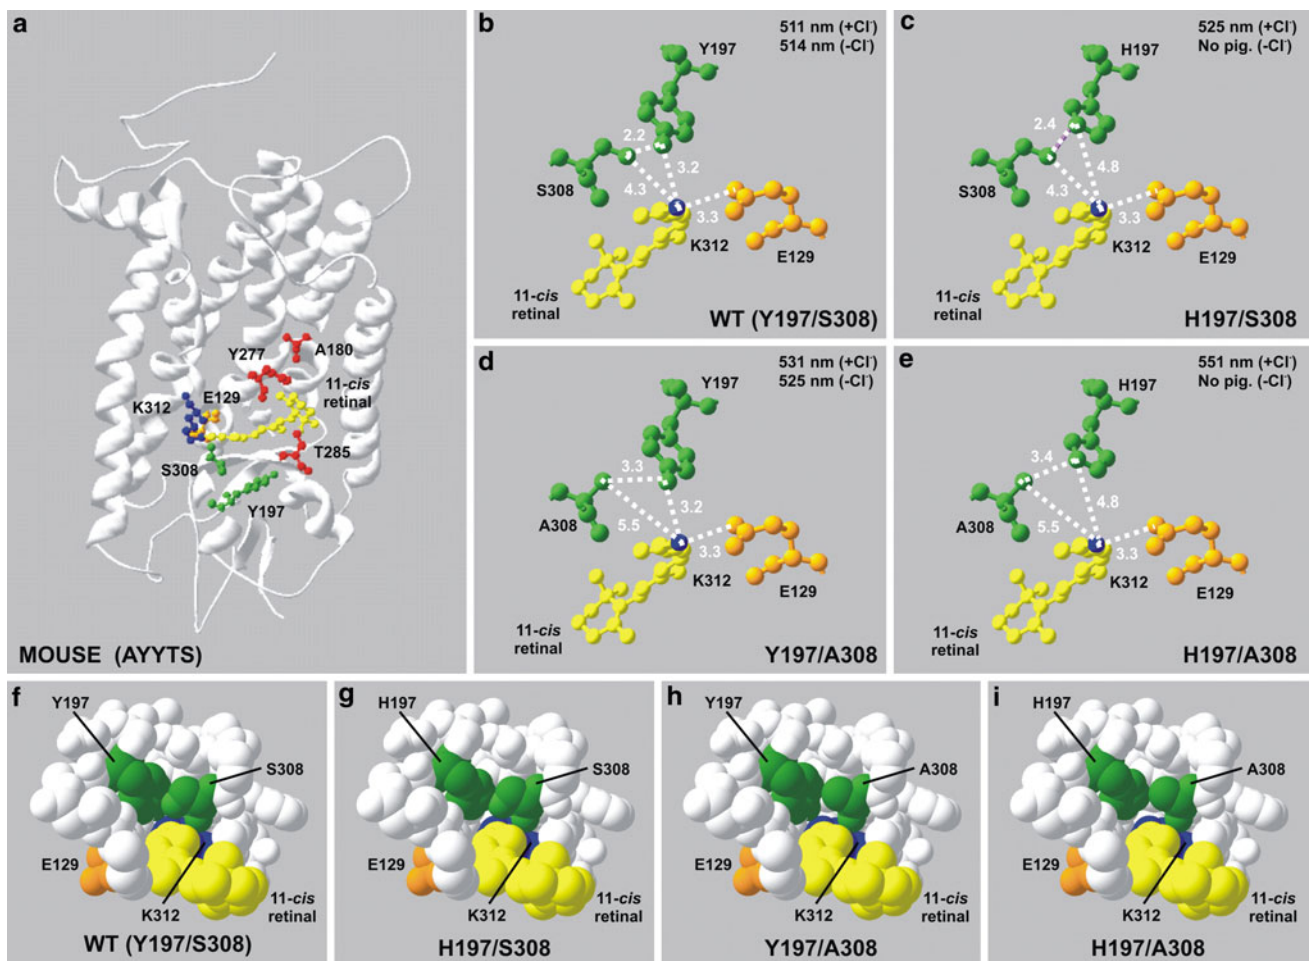 a
Y277
A180
11-cis
retinal
K312
E129
S308
T285
Y197
MOUSE (AYYTS)
b
511 nm (+Cl⁻)
514 nm (-Cl⁻)
Y197
2.2
3.2
S308
4.3
3.3
K312
E129
11-cis
retinal
WT (Y197/S308)
c
525 nm (+Cl⁻)
No pig. (-Cl⁻)
H197
2.4
4.8
S308
4.3
3.3
K312
E129
11-cis
retinal
H197/S308
d
531 nm (+Cl⁻)
525 nm (-Cl⁻)
Y197
3.3
3.2
A308
5.5
3.3
K312
E129
11-cis
retinal
Y197/A308
e
551 nm (+Cl⁻)
No pig. (-Cl⁻)
H197
3.4
4.8
A308
5.5
3.3
K312
E129
11-cis
retinal
H197/A308
f
Y197
S308
E129
K312
11-cis
retinal
WT (Y197/S308)
g
H197
S308
E129
K312
11-cis
retinal
H197/S308
h
Y197
A308
E129
K312
11-cis
retinal
Y197/A308
i
H197
A308
E129
K312
11-cis
retinal
H197/A308